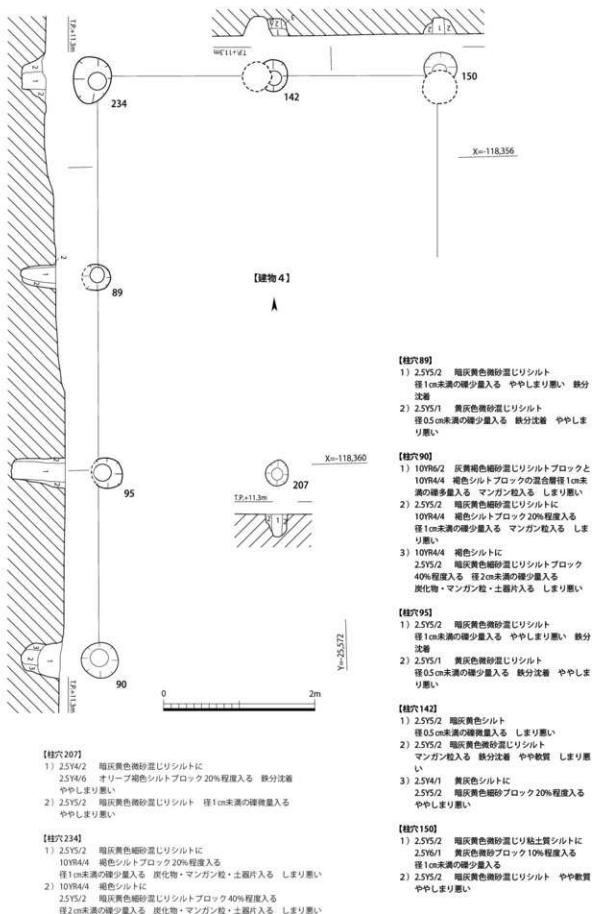 T.P.+11.3m
T.P.+11.3m
234
142
150
X=-118,356
89
【建物4】
95
X=-118,360
207
T.P.+11.3m
90
Y=-25,572
T.P.+11.3m
0
2m
【柱穴89】
1）2.5Y5/2 暗灰黄色微砂混じりシルト
径1㎝未満の礫少量入る ややしまり悪い 鉄分
沈着
2）2.5Y5/1 黄灰色微砂混じりシルト
径0.5㎝未満の礫少量入る 鉄分沈着 ややしま
り悪い
【柱穴90】
1）10YR6/2 灰黄褐色細砂混じりシルトブロックと
10YR4/4 褐色シルトブロックの混合層径1㎝未
満の礫多量入る マンガン粒入る しまり悪い
2）2.5Y5/2 暗灰黄色細砂混じりシルトに
10YR4/4 褐色シルトブロック20%程度入る
径1㎝未満の礫少量入る マンガン粒入る しま
り悪い
3）10YR4/4 褐色シルトに
2.5Y5/2 暗灰黄色細砂混じりシルトブロック
40%程度入る 径2㎝未満の礫少量入る
炭化物・マンガン粒・土器片入る しまり悪い
【柱穴95】
1）2.5Y5/2 暗灰黄色微砂混じりシルト
径1㎝未満の礫少量入る ややしまり悪い 鉄分
沈着
2）2.5Y5/1 黄灰色微砂混じりシルト
径0.5㎝未満の礫少量入る 鉄分沈着 ややしま
り悪い
【柱穴142】
1）2.5Y5/2 暗灰黄色シルト
径0.5㎝未満の礫微量入る しまり悪い
2）2.5Y5/2 暗灰黄色微砂混じりシルト
マンガン粒入る 鉄分沈着 やや軟質 しまり悪
い
3）2.5Y4/1 黄灰色シルトに
2.5Y5/2 暗灰黄色細砂ブロック20%程度入る
ややしまり悪い
【柱穴150】
1）2.5Y5/2 暗灰黄色微砂混じり粘土質シルトに
2.5Y6/1 黄灰色微砂ブロック10%程度入る
径1㎝未満の礫少量入る
2）2.5Y5/2 暗灰黄色微砂混じりシルト やや軟質
ややしまり悪い
【柱穴207】
1）2.5Y4/2 暗灰黄色微砂混じりシルトに
2.5Y4/6 オリーブ褐色シルトブロック20%程度入る 鉄分沈着
ややしまり悪い
2）2.5Y5/2 暗灰黄色微砂混じりシルト 径1㎝未満の礫微量入る
ややしまり悪い
【柱穴234】
1）2.5Y5/2 暗灰黄色細砂混じりシルトに
10YR4/4 褐色シルトブロック20%程度入る
径1㎝未満の礫少量入る 炭化物・マンガン粒・土器片入る しまり悪い
2）10YR4/4 褐色シルトに
2.5Y5/2 暗灰黄色細砂混じりシルトブロック40%程度入る
径2㎝未満の礫少量入る 炭化物・マンガン粒・土器片入る しまり悪い